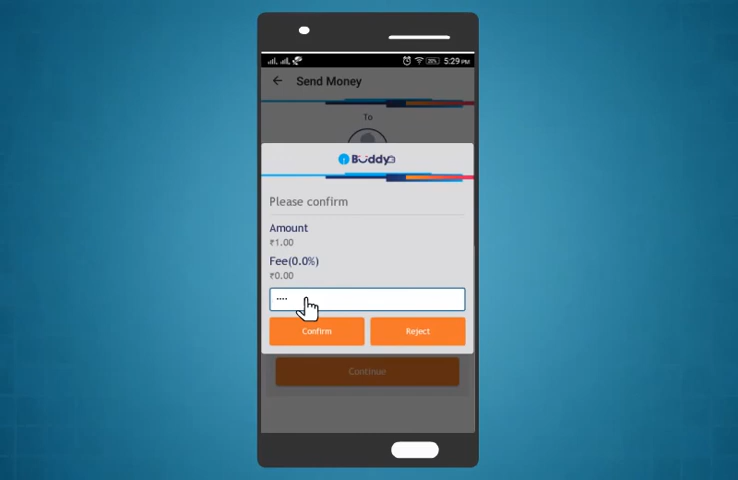 5:29 PM
Send Money
To
Buddy
Please confirm
Amount
₹1.00
Fee(0.0%)
₹0.00
Confirm Reject
Continue